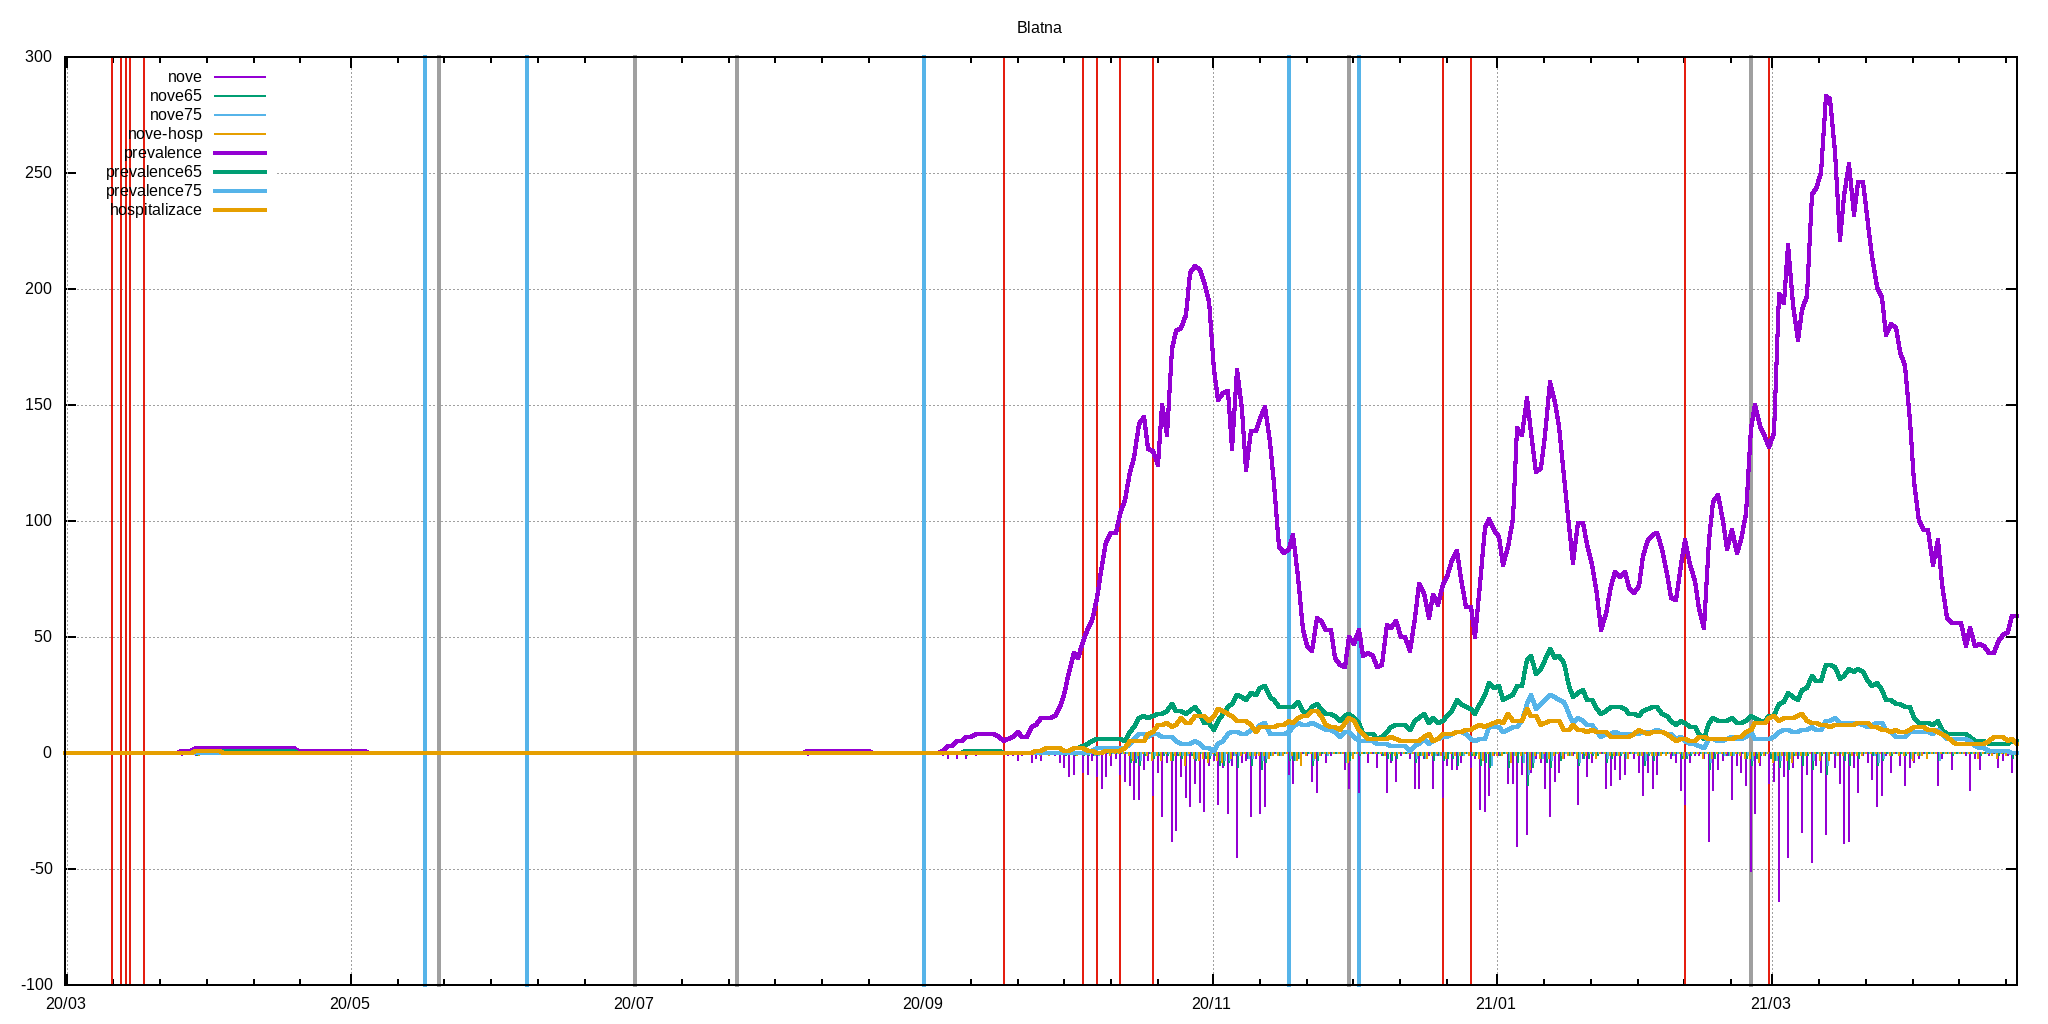 Blatna
300
250
200
150
100
50
0
-50
-100
nove
nove65
nove75
nove-hosp
prevalence
prevalence65
prevalence75
hospitalizace
20/03
20/05
20/07
20/09
20/11
21/01
21/03